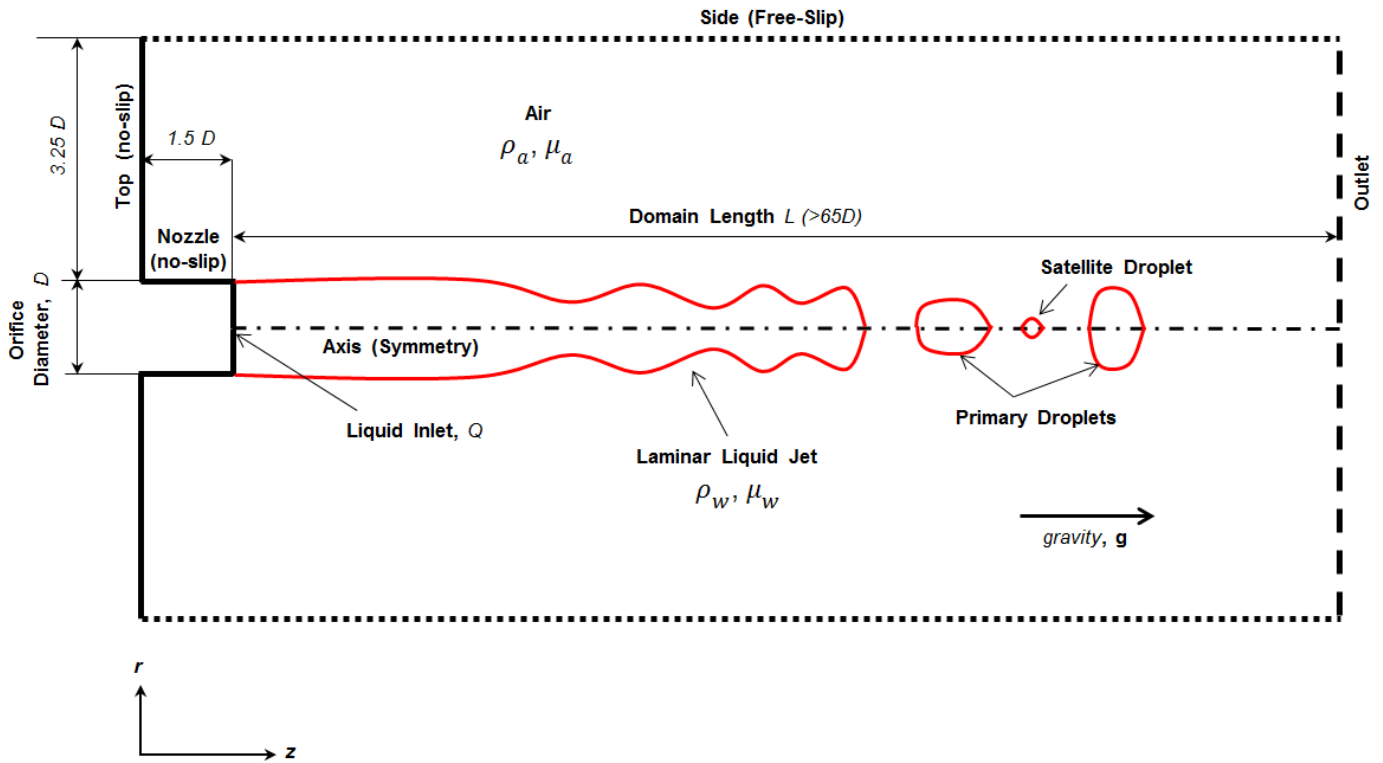 Side (Free-Slip)
Top (no-slip)
3.25 D
1.5 D
Air
ρa, μa
Outlet
Domain Length L (>65D)
Nozzle
(no-slip)
Satellite Droplet
Orifice
Diameter, D
Axis (Symmetry)
Primary Droplets
Liquid Inlet, Q
Laminar Liquid Jet
ρw, μw
gravity, g
r
z